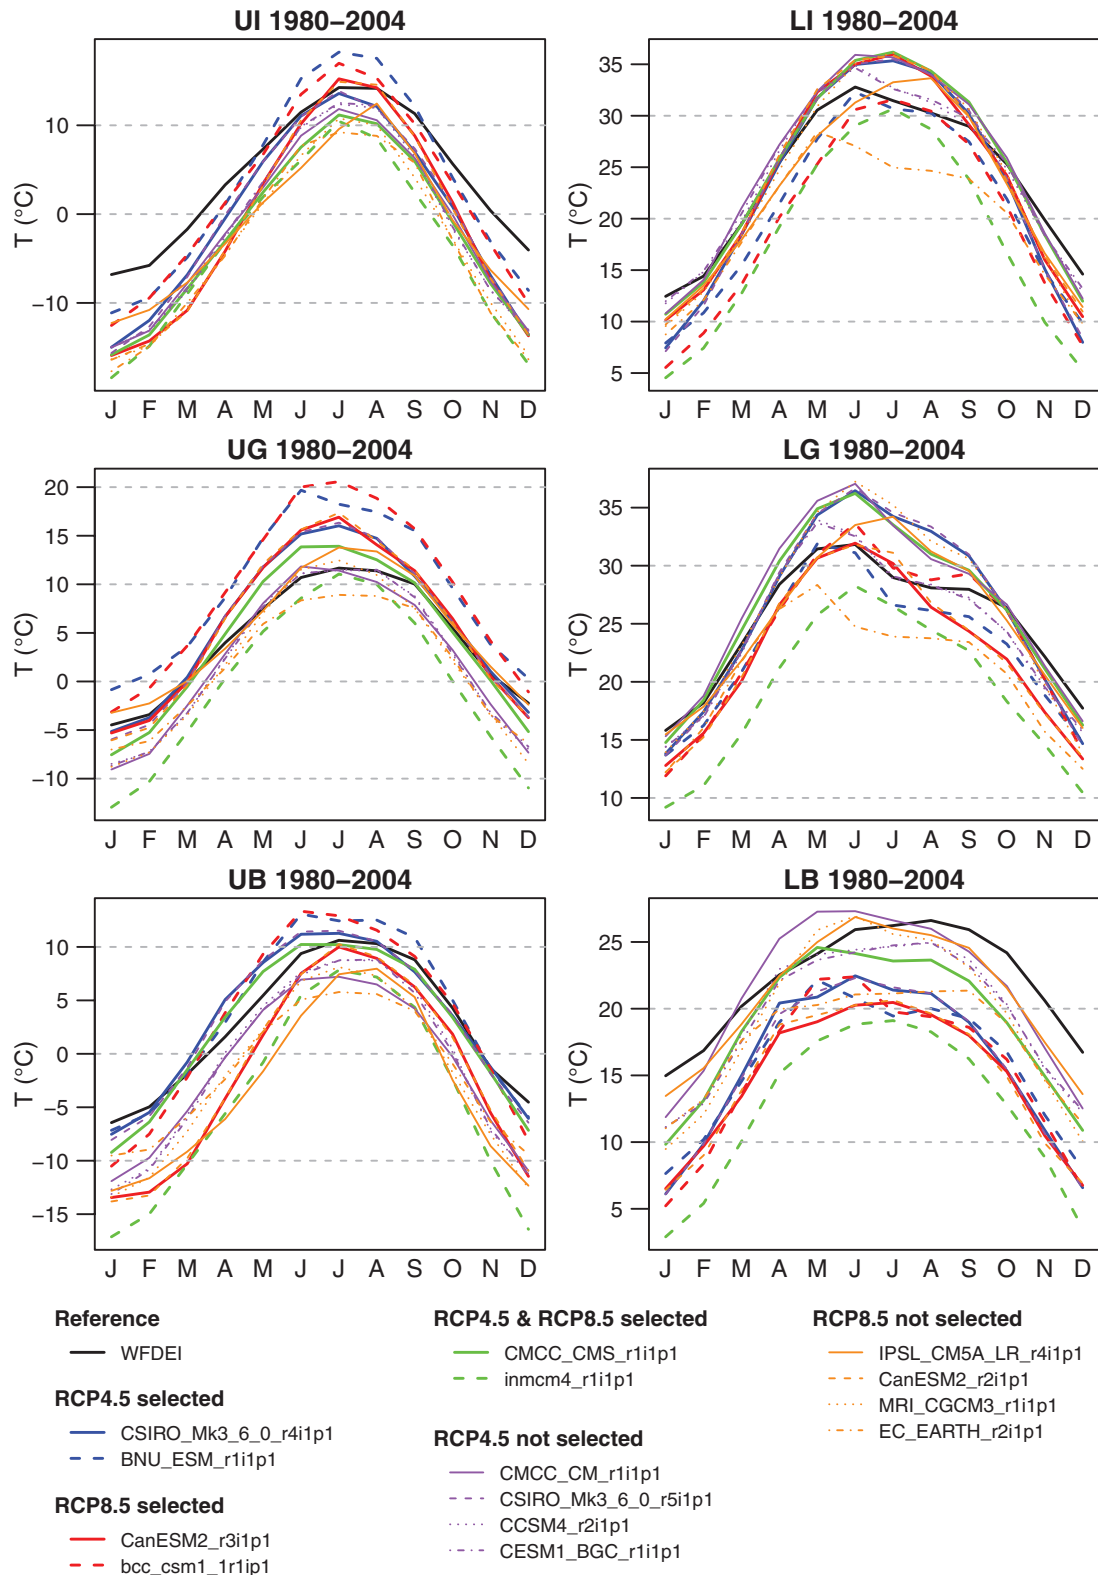 UI 1980−2004
T (°C)
10
0
−10
J F M A M J J A S O N D
LI 1980−2004
T (°C)
35
30
25
20
15
10
5
J F M A M J J A S O N D
UG 1980−2004
T (°C)
20
15
10
5
0
−5
−10
J F M A M J J A S O N D
LG 1980−2004
T (°C)
35
30
25
20
15
10
J F M A M J J A S O N D
UB 1980−2004
T (°C)
10
5
0
−5
−10
−15
J F M A M J J A S O N D
LB 1980−2004
T (°C)
25
20
15
10
5
J F M A M J J A S O N D
Reference
WFDEI
RCP4.5 selected
CSIRO_Mk3_6_0_r4i1p1
BNU_ESM_r1i1p1
RCP8.5 selected
CanESM2_r3i1p1
bcc_csm1_1r1ip1
RCP4.5 & RCP8.5 selected
CMCC_CMS_r1i1p1
inmcm4_r1i1p1
RCP4.5 not selected
CMCC_CM_r1i1p1
CSIRO_Mk3_6_0_r5i1p1
CCSM4_r2i1p1
CESM1_BGC_r1i1p1
RCP8.5 not selected
IPSL_CM5A_LR_r4i1p1
CanESM2_r2i1p1
MRI_CGCM3_r1i1p1
EC_EARTH_r2i1p1